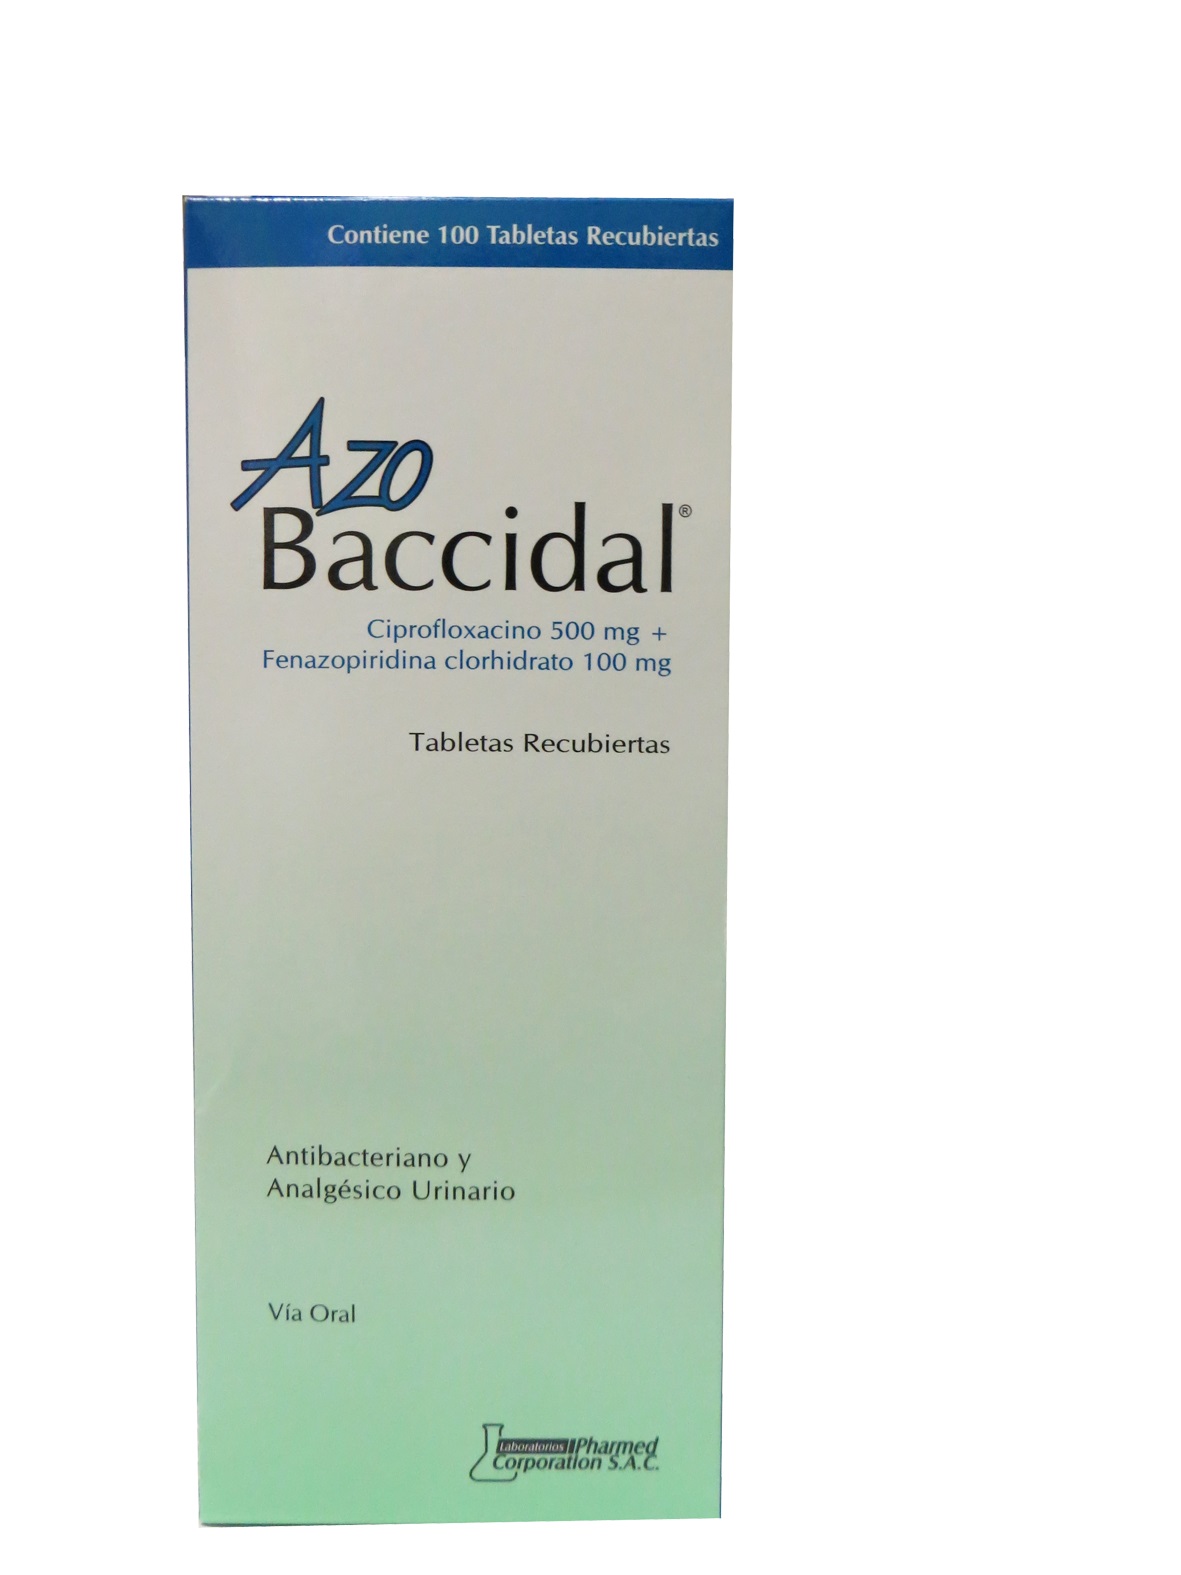 Contiene 100 Tabletas Recubiertas
Azo
Baccidal®
Ciprofloxacino 500 mg +
Fenazopiridina clorhidrato 100 mg
Tabletas Recubiertas
Antibacteriano y
Analgésico Urinario
Vía Oral
Laboratorios Pharmed
Corporation S.A.C.